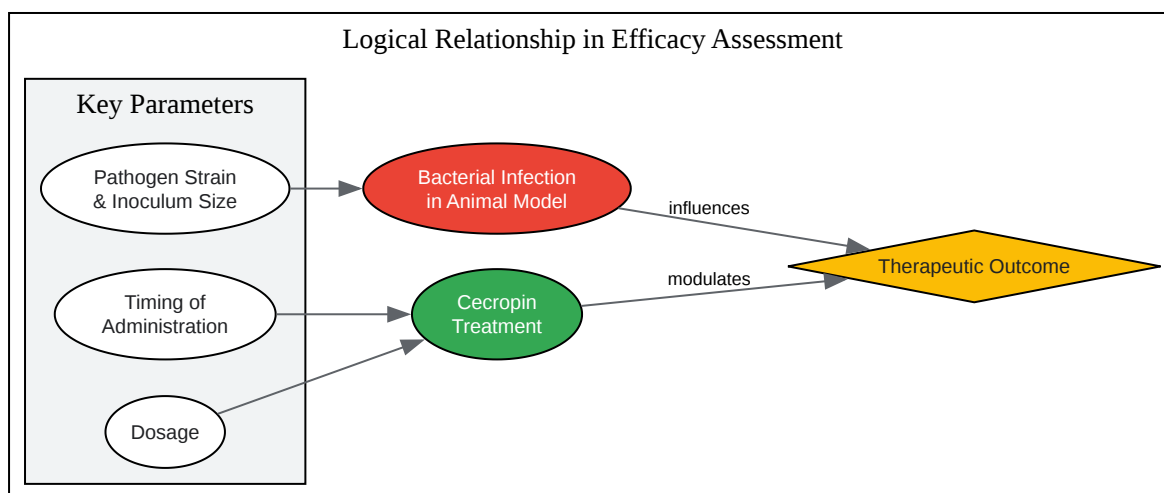 Logical Relationship in Efficacy Assessment
Key Parameters
Pathogen Strain
& Inoculum Size
Bacterial Infection
in Animal Model
influences
Therapeutic Outcome
Timing of
Administration
Cecropin
Treatment
modulates
Dosage